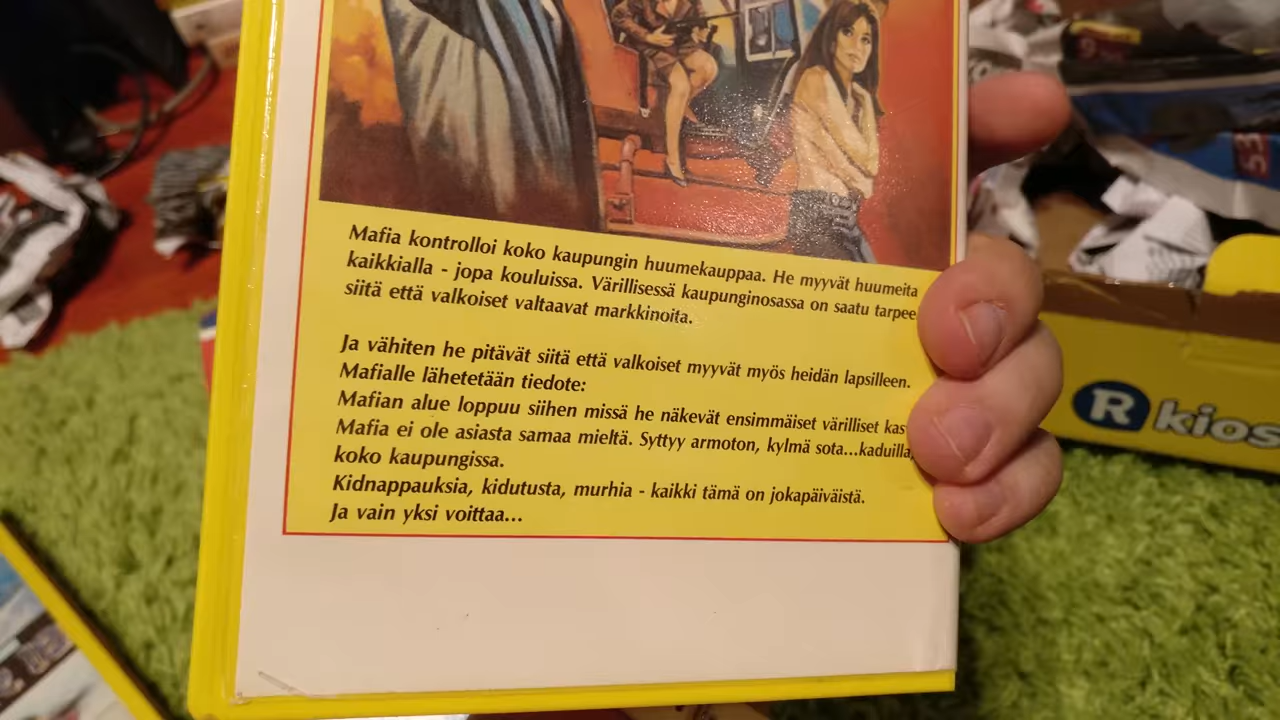 Mafia kontrolloi koko kaupungin huumekauppaa. He myyvät huumeita
kaikkialla - jopa kouluissa. Värillisessä kaupunginosassa on saatu tarpee
siitä että valkoiset valtaavat markkinoita.
Ja vähiten he pitävät siitä että valkoiset myyvät myös heidän lapsilleen.
Mafialle lähetetään tiedote:
Mafian alue loppuu siihen missä he näkevät ensimmäiset värilliset kas
Mafia ei ole asiasta samaa mieltä. Syttyy armoton, kylmä sota...kaduilla,
koko kaupungissa.
Kidnappauksia, kidutusta, murhia - kaikki tämä on jokapäiväistä.
Ja vain yksi voittaa...
R kios
53